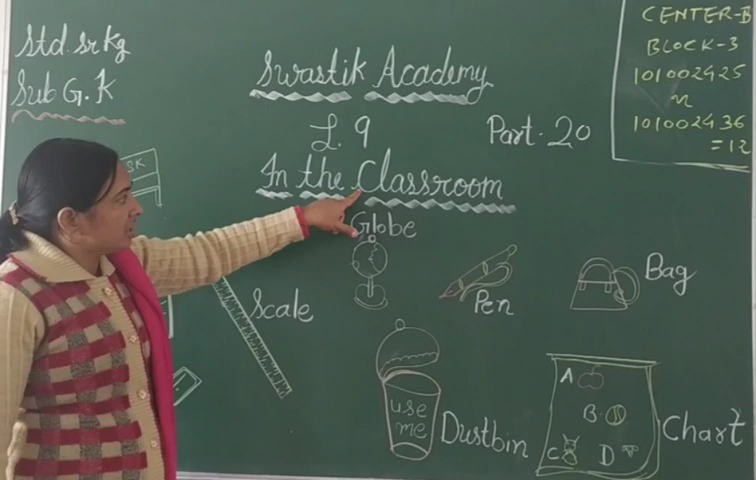 Std. Sr Kg
Sub G.K
Swastik Academy
L. 9
Part. 20
In the Classroom
CENTER-B
BLOCK-3
101002425
n
101002436
=12
SK
Globe
Scale
Pen
Bag
use
me
Dustbin
A
B.
C
D
Chart